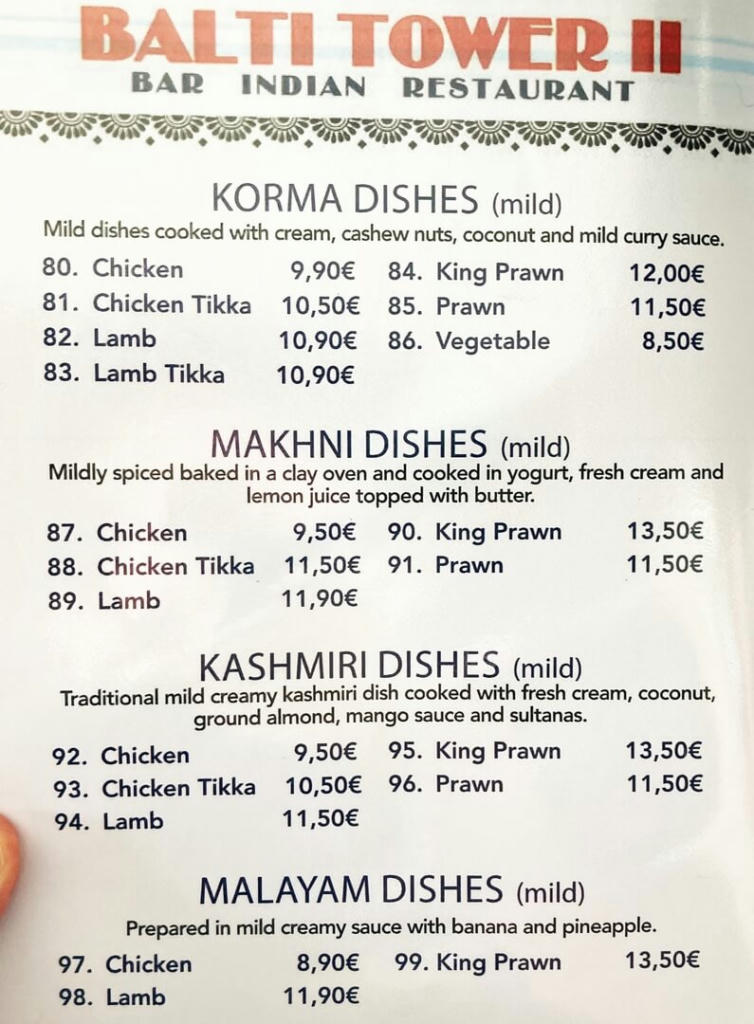 BALTI TOWER II
BAR INDIAN RESTAURANT
KORMA DISHES (mild)
Mild dishes cooked with cream, cashew nuts, coconut and mild curry sauce.
80. Chicken 9,90€ 84. King Prawn 12,00€
81. Chicken Tikka 10,50€ 85. Prawn 11,50€
82. Lamb 10,90€ 86. Vegetable 8,50€
83. Lamb Tikka 10,90€
MAKHNI DISHES (mild)
Mildly spiced baked in a clay oven and cooked in yogurt, fresh cream and
lemon juice topped with butter.
87. Chicken 9,50€ 90. King Prawn 13,50€
88. Chicken Tikka 11,50€ 91. Prawn 11,50€
89. Lamb 11,90€
KASHMIRI DISHES (mild)
Traditional mild creamy kashmiri dish cooked with fresh cream, coconut,
ground almond, mango sauce and sultanas.
92. Chicken 9,50€ 95. King Prawn 13,50€
93. Chicken Tikka 10,50€ 96. Prawn 11,50€
94. Lamb 11,50€
MALAYAM DISHES (mild)
Prepared in mild creamy sauce with banana and pineapple.
97. Chicken 8,90€ 99. King Prawn 13,50€
98. Lamb 11,90€